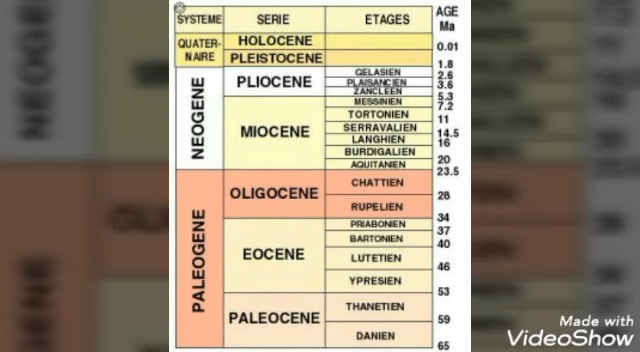 SYSTEME SERIE ETAGES AGE Ma
QUATER-NAIRE HOLOCENE 0.01
PLEISTOCENE 1.8
NEOGENE PLIOCENE GELASIEN 2.6
PLAISANCIEN 3.6
ZANCLEEN 5.3
MIOCENE MESSINIEN 7.2
TORTONIEN 11
SERRAVALIEN 14.5
LANGHIEN 16
BURDIGALIEN 20
AQUITANIEN 23.5
PALEOGENE OLIGOCENE CHATTIEN 28
RUPELIEN 34
EOCENE PRIABONIEN 37
BARTONIEN 40
LUTETIEN 46
YPRESIEN 53
PALEOCENE THANETIEN 59
DANIEN 65
Made with
VideoShow